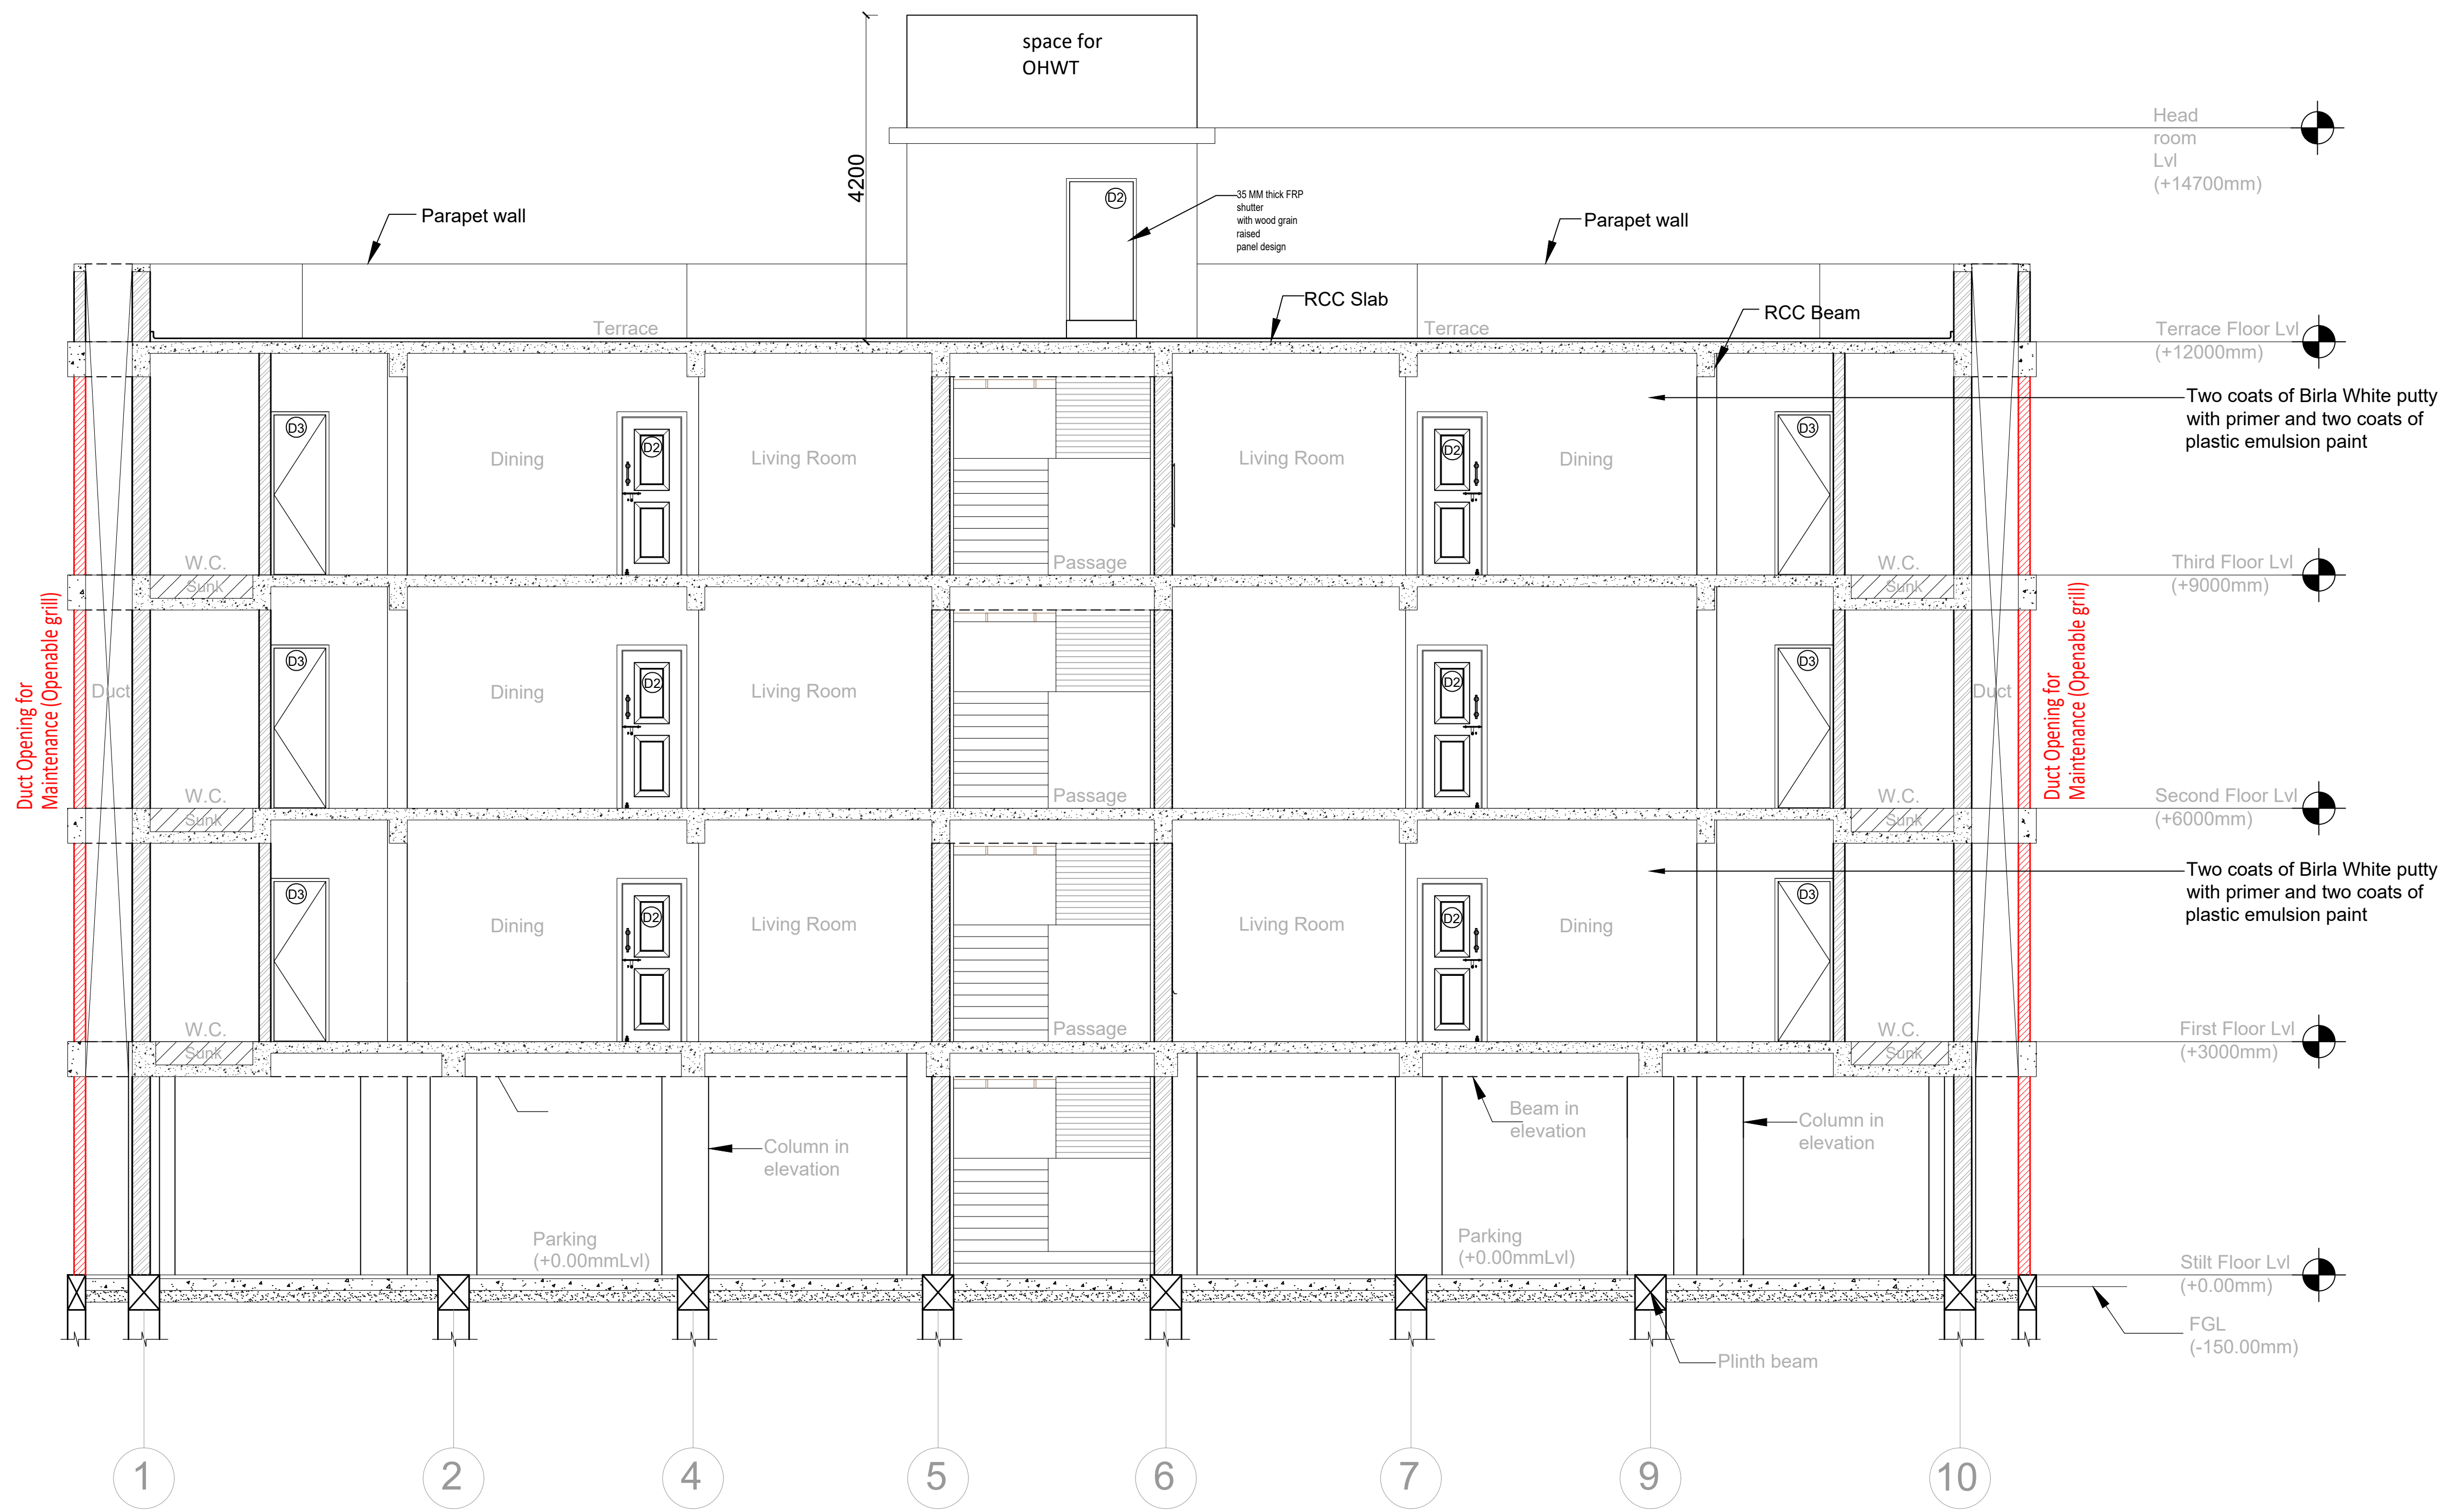 space for
OHWT
Head
room
Lvl
(+14700mm)
4200
D2
35 MM thick FRP
shutter
with wood grain
raised
panel design
Parapet wall
Parapet wall
RCC Slab
RCC Beam
Terrace
Terrace
Terrace Floor Lvl
(+12000mm)
Two coats of Birla White putty
with primer and two coats of
plastic emulsion paint
D3
Dining
D2
Living Room
Living Room
D2
Dining
D3
W.C.
Sunk
Passage
W.C.
Sunk
Third Floor Lvl
(+9000mm)
Duct Opening for
Maintenance (Openable grill)
Duct
D3
Dining
D2
Living Room
D2
D3
Duct
Duct Opening for
Maintenance (Openable grill)
W.C.
Sunk
Passage
W.C.
Sunk
Second Floor Lvl
(+6000mm)
Two coats of Birla White putty
with primer and two coats of
plastic emulsion paint
D3
Dining
D2
Living Room
Living Room
D2
Dining
D3
W.C.
Sunk
Passage
W.C.
Sunk
First Floor Lvl
(+3000mm)
Column in
elevation
Beam in
elevation
Column in
elevation
Parking
(+0.00mmLvl)
Parking
(+0.00mmLvl)
Stilt Floor Lvl
(+0.00mm)
FGL
(-150.00mm)
Plinth beam
1
2
4
5
6
7
9
10